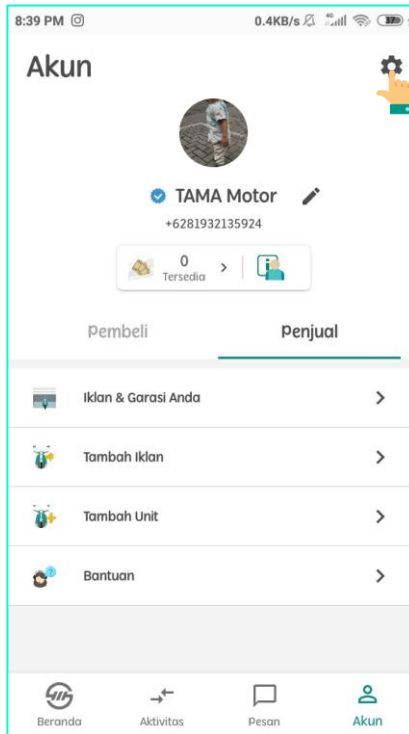 8:39 PM 0.4KB/s
Akun
TAMA Motor
+6281932135924
0
Tersedia
Pembeli Penjual
Iklan & Garasi Anda
Tambah Iklan
Tambah Unit
Bantuan
Beranda Aktivitas Pesan Akun